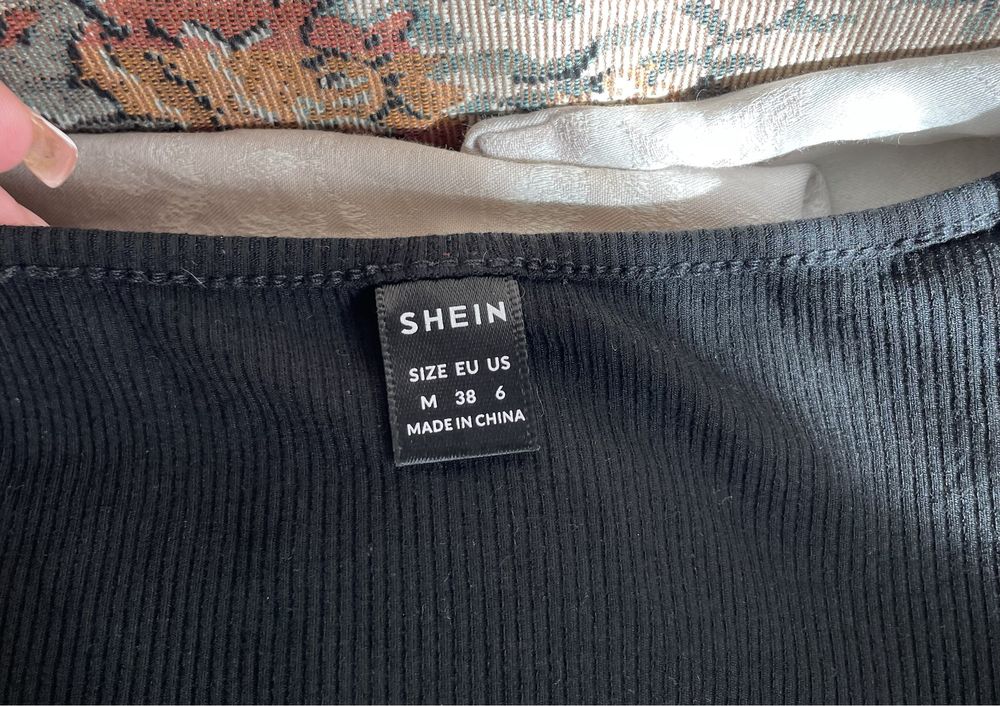 SHEIN
SIZE EU US
M 38 6
MADE IN CHINA